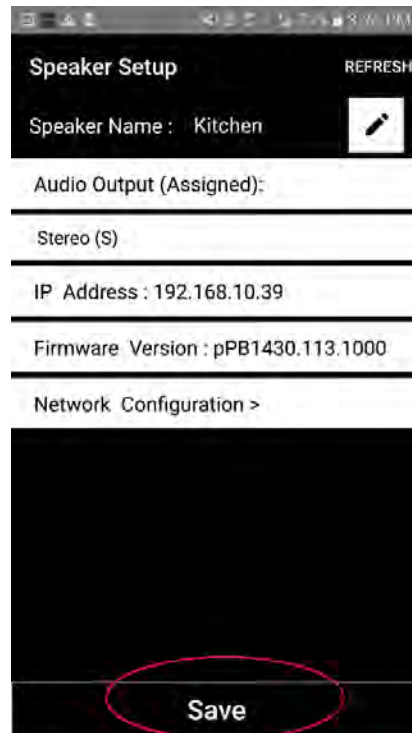 Speaker Setup REFRESH
Speaker Name : Kitchen
Audio Output (Assigned):
Stereo (S)
IP Address : 192.168.10.39
Firmware Version : pPB1430.113.1000
Network Configuration >
Save